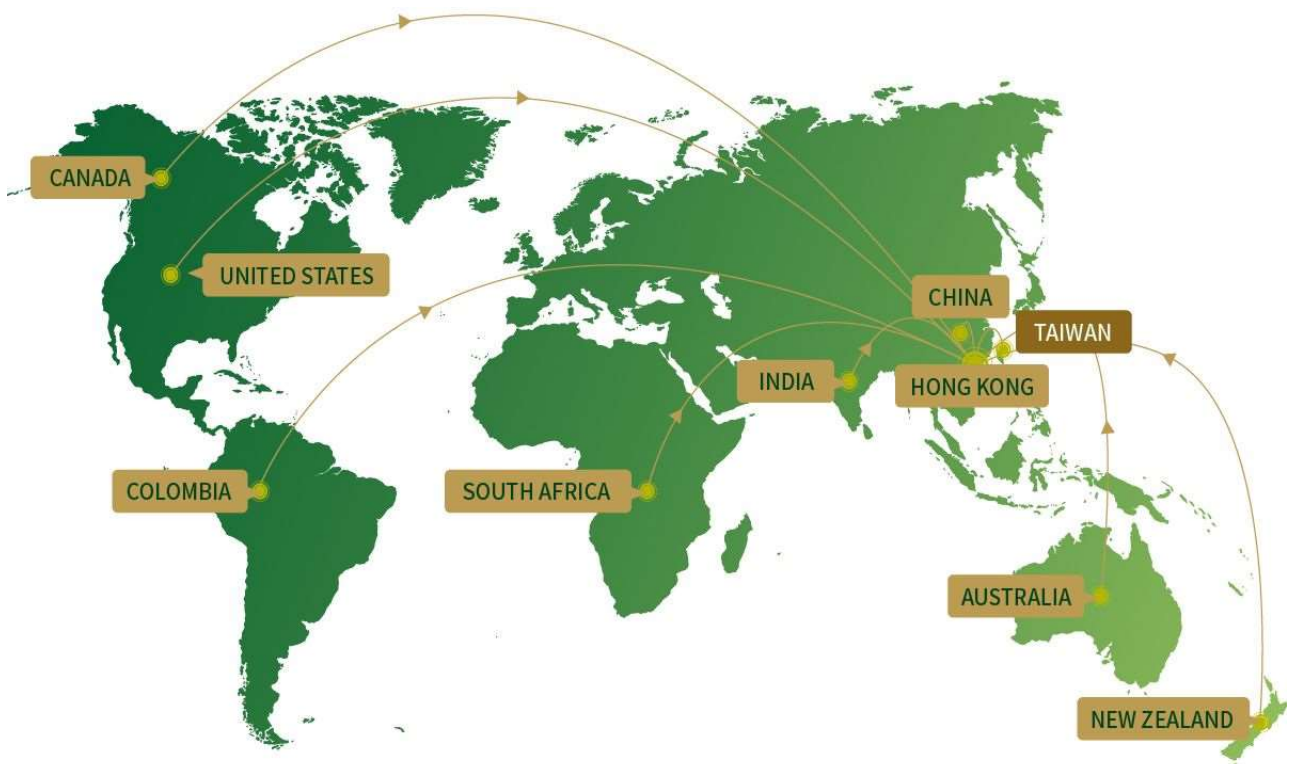 CANADA
UNITED STATES
CHINA
TAIWAN
INDIA
HONG KONG
COLOMBIA
SOUTH AFRICA
AUSTRALIA
NEW ZEALAND